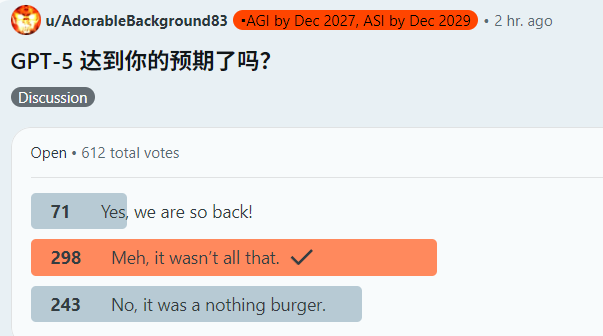 u/AdorableBackground83 •AGI by Dec 2027, ASI by Dec 2029 • 2 hr. ago
GPT-5 达到你的预期了吗?
Discussion
Open • 612 total votes
71 Yes, we are so back!
298 Meh, it wasn't all that.
243 No, it was a nothing burger.